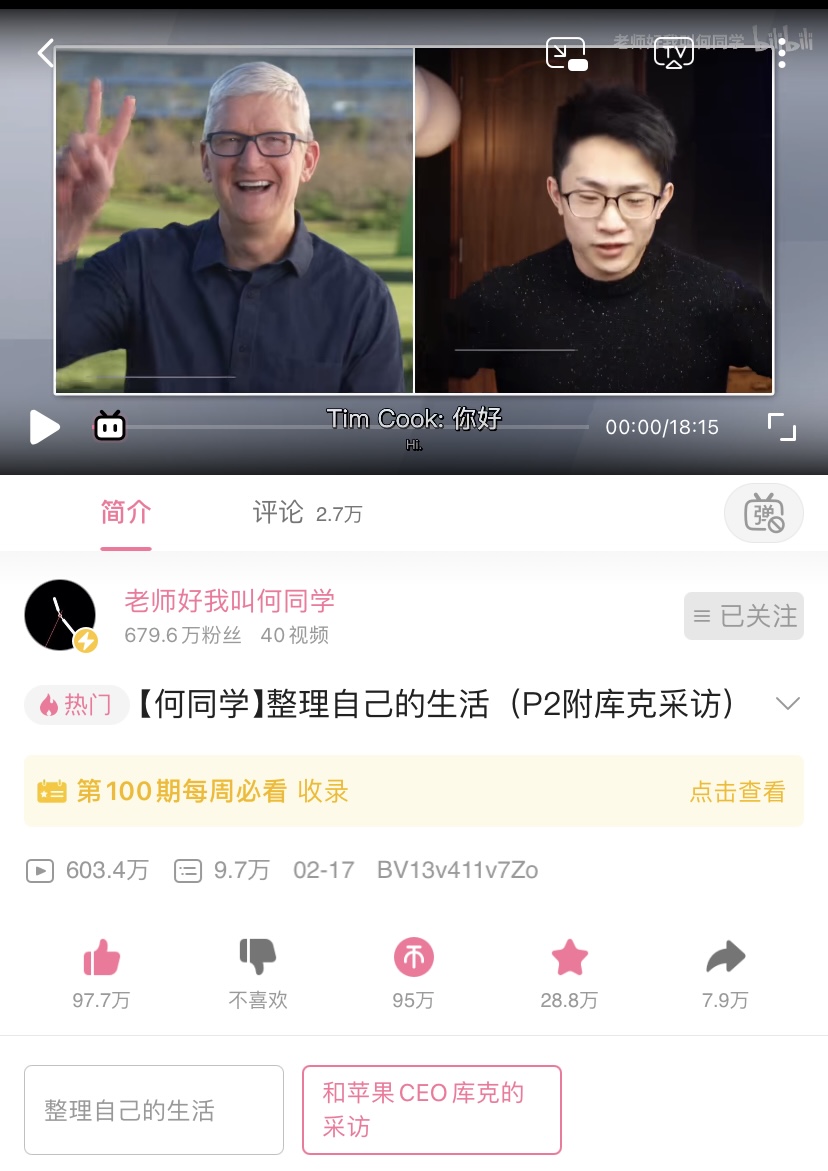 老师好我叫何同学 bilibili
TV
Tim Cook: 你好
Hi.
00:00/18:15
简介
评论 2.7万
弹
老师好我叫何同学
679.6万粉丝 40视频
已关注
热门 【何同学】整理自己的生活（P2附库克采访）
第100期每周必看 收录
点击查看
603.4万 9.7万 02-17 BV13v411v7Zo
97.7万 不喜欢 95万 28.8万 7.9万
整理自己的生活
和苹果CEO库克的
采访